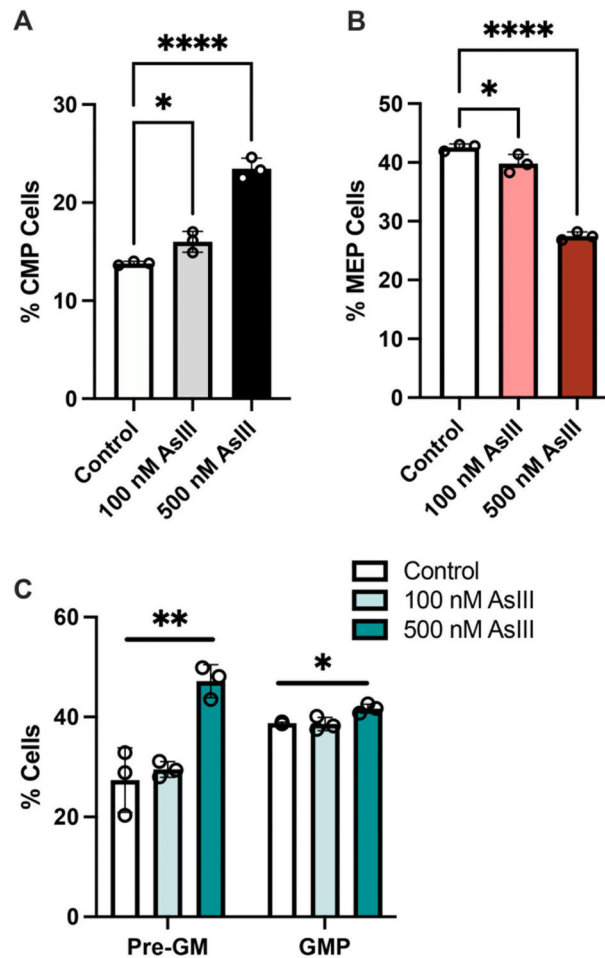 A
****
*
30
20
10
0
% CMP Cells
Control
100 nM AsIII
500 nM AsIII
B
****
*
50
40
30
20
10
0
% MEP Cells
Control
100 nM AsIII
500 nM AsIII
C
Control
100 nM AsIII
500 nM AsIII
60
40
20
0
% Cells
**
*
Pre-GM
GMP